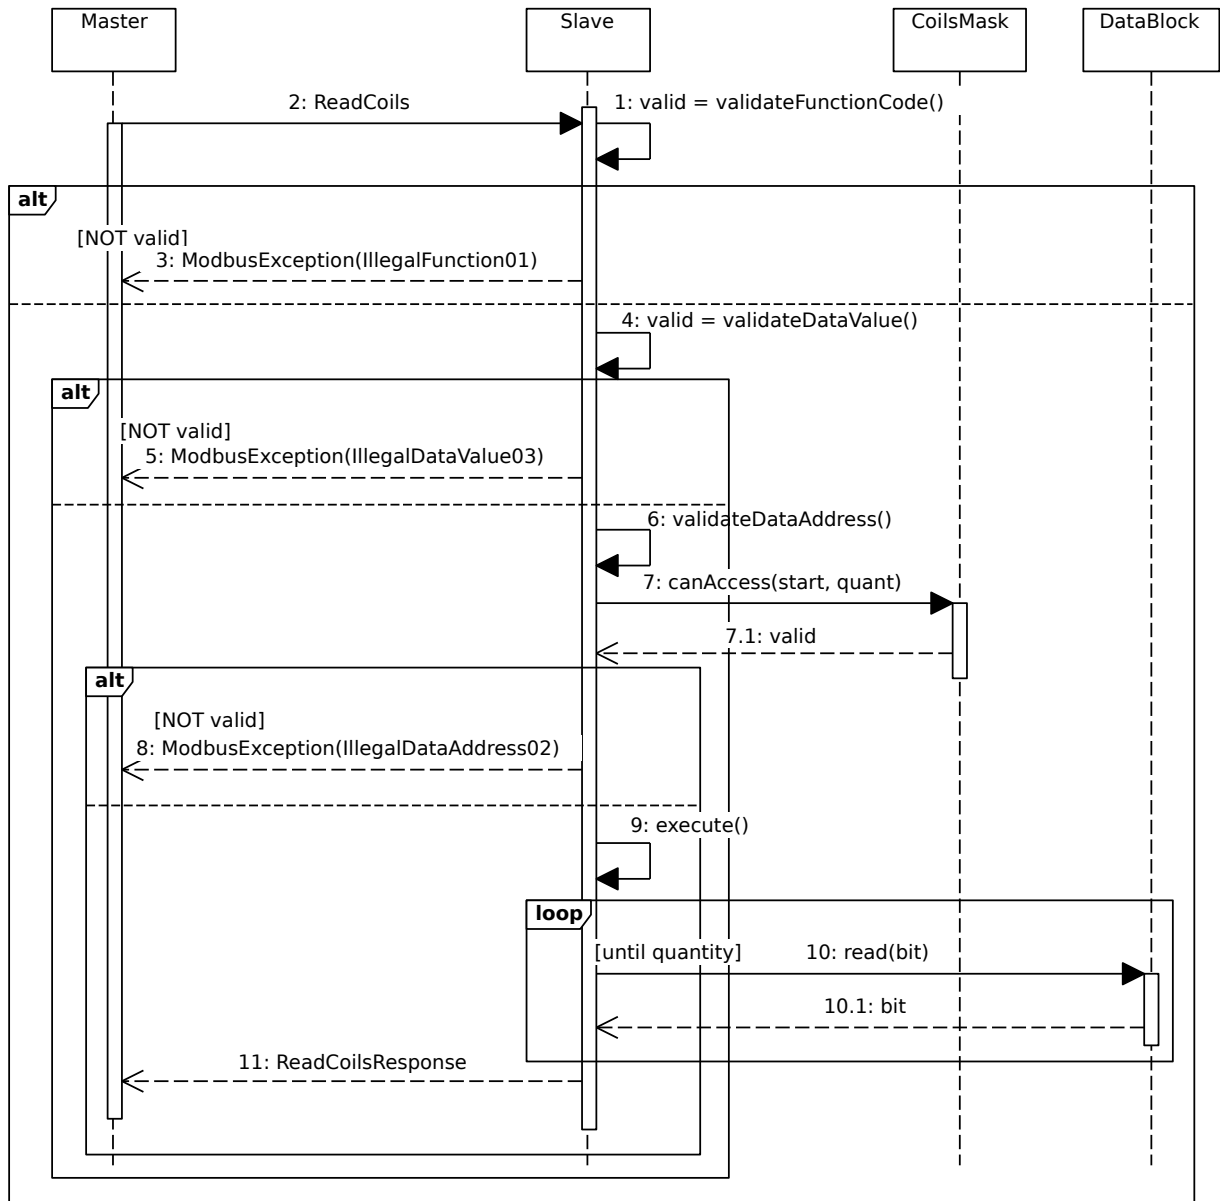 Master
Slave
CoilsMask
DataBlock
2: ReadCoils
1: valid = validateFunctionCode()
alt
[NOT valid]
3: ModbusException(IllegalFunction01)
4: valid = validateDataValue()
alt
[NOT valid]
5: ModbusException(IllegalDataValue03)
6: validateDataAddress()
7: canAccess(start, quant)
7.1: valid
alt
[NOT valid]
8: ModbusException(IllegalDataAddress02)
9: execute()
loop
[until quantity]
10: read(bit)
10.1: bit
11: ReadCoilsResponse